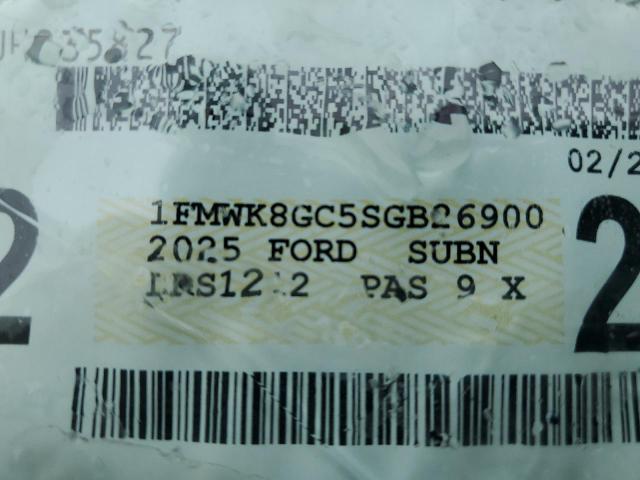 02/2
1FMWK8GC5SGB26900
2025 FORD SUBN
PAS 9 X
2
2